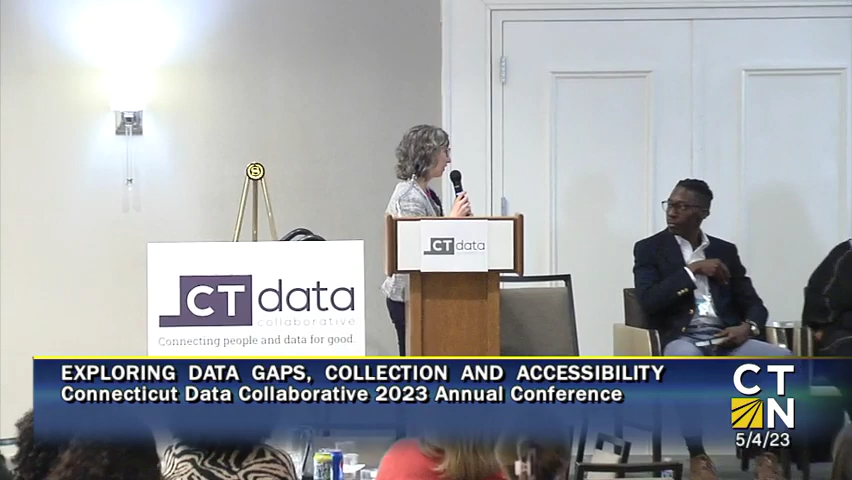 CT data
collaborative
CT data
collaborative
Connecting people and data for good.
EXPLORING DATA GAPS, COLLECTION AND ACCESSIBILITY
Connecticut Data Collaborative 2023 Annual Conference
CTN
5/4/23